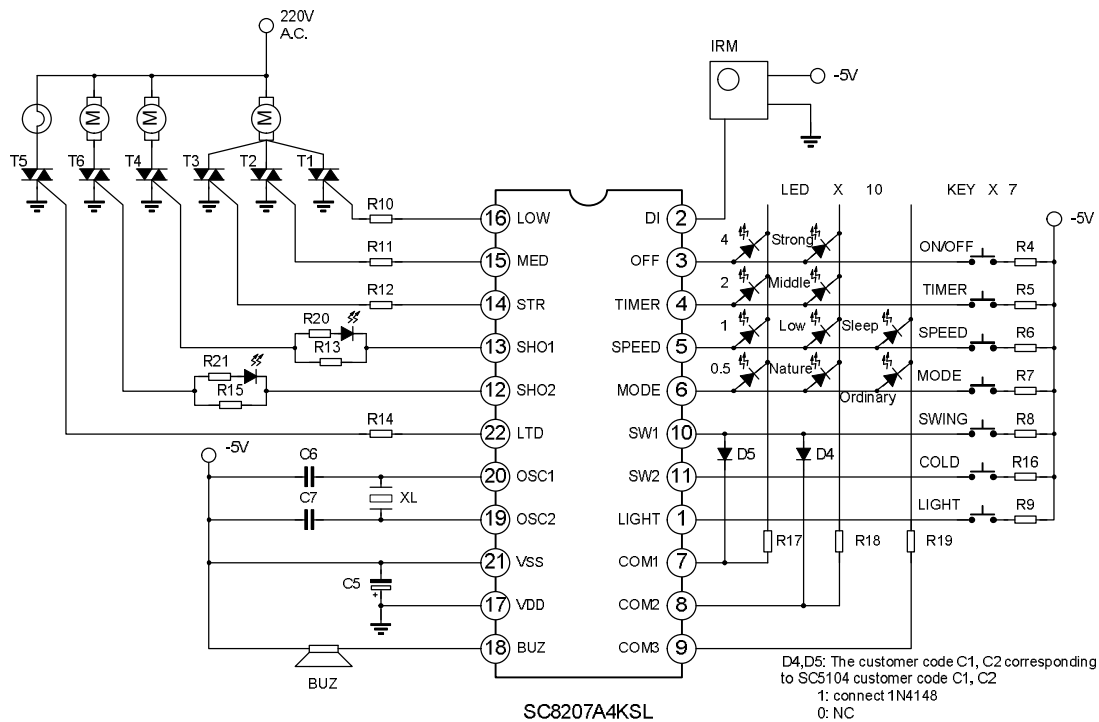 220V
A.C.
IRM
-5V
T5 T6 T4 T3 T2 T1
M M M
LED X 10 KEY X 7
-5V
R10 16 LOW DI 2 4 Strong ON/OFF R4
R11 15 MED OFF 3
R12 14 STR TIMER 4 2 Middle TIMER R5
R20 R13 13 SHO1 SPEED 5 1 Low Sleep SPEED R6
R21 R15 12 SHO2 MODE 6 0.5 Nature Ordinary MODE R7
R14 22 LTD SW1 10 SWING R8
-5V
D5 D4
C6 20 OSC1 SW2 11 COLD R16
XL
C7 19 OSC2 LIGHT 1 LIGHT R9
R17 R18 R19
21 VSS COM1 7
C5 +
17 VDD COM2 8
18 BUZ COM3 9
BUZ
D4,D5: The customer code C1, C2 corresponding
to SC5104 customer code C1, C2
1: connect 1N4148
0: NC
SC8207A4KSL